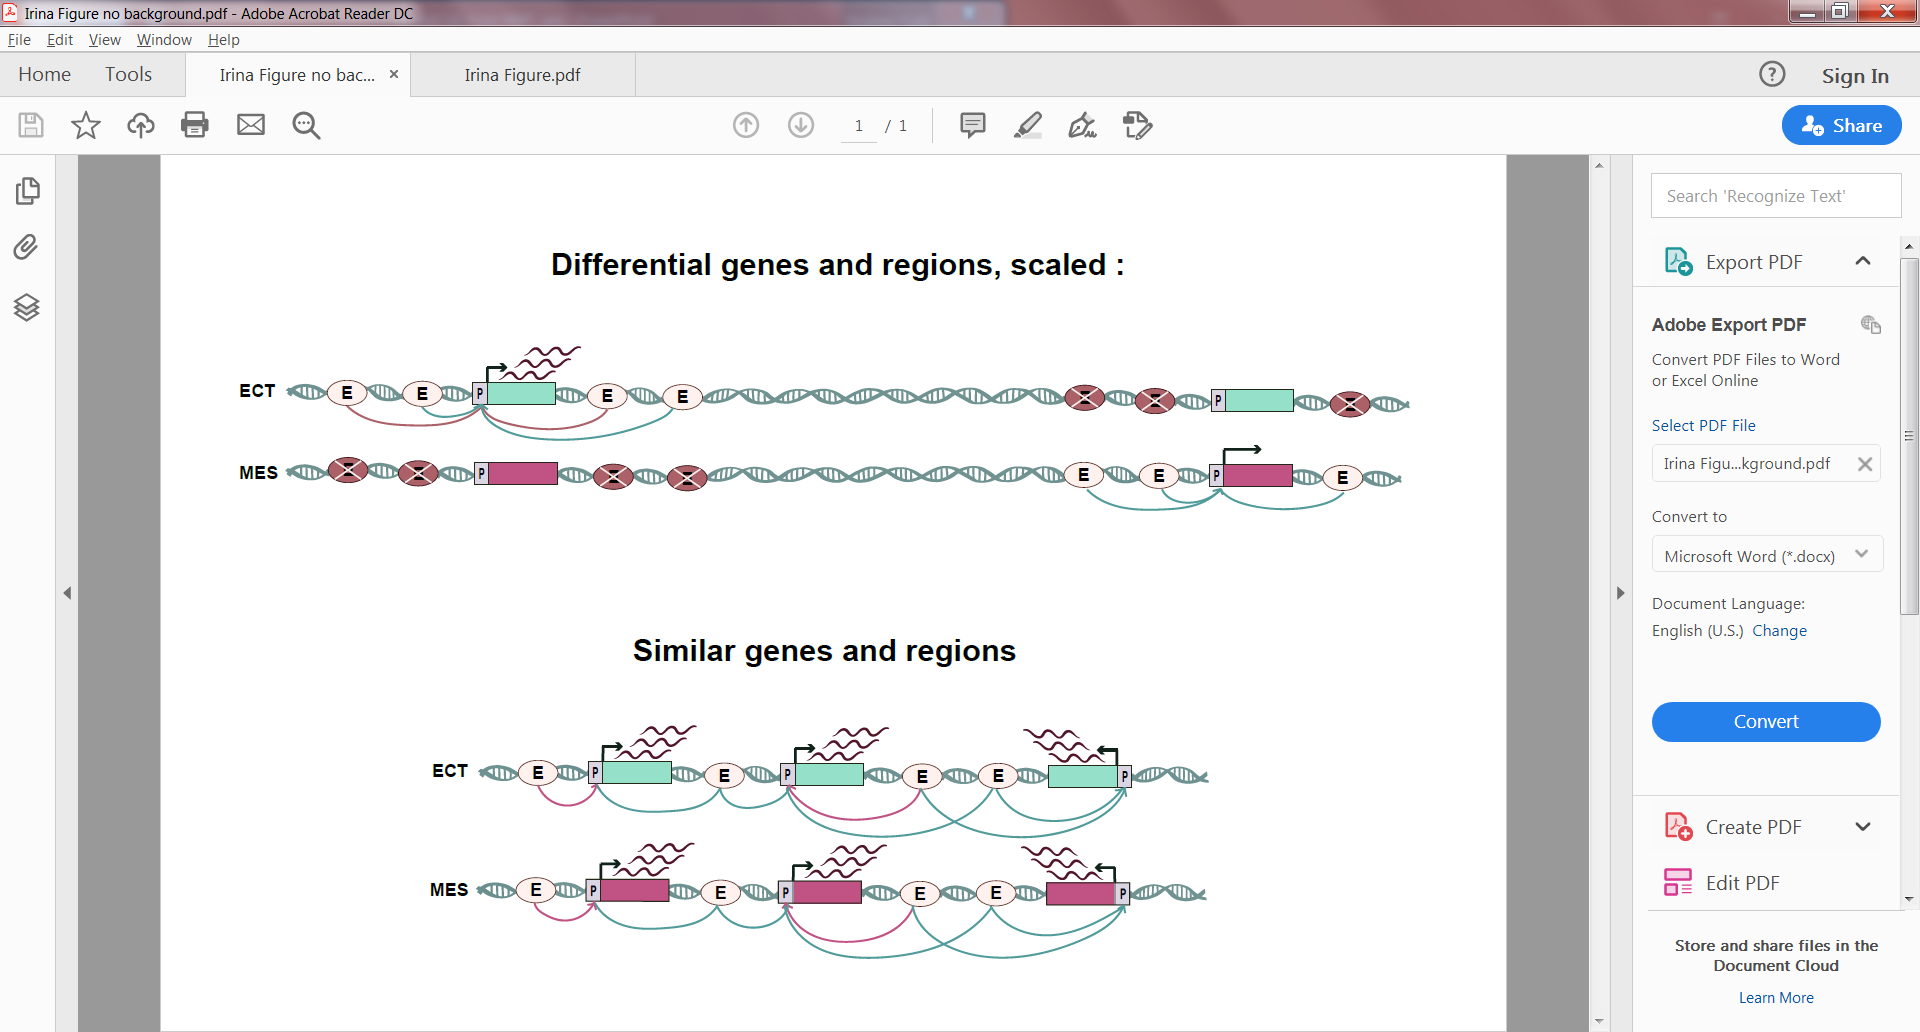 Irina Figure no background.pdf - Adobe Acrobat Reader DC
File Edit View Window Help
Home Tools Irina Figure no bac... × Irina Figure.pdf ? Sign In
1 / 1 Share
Search 'Recognize Text'
Export PDF
Adobe Export PDF
Convert PDF Files to Word
or Excel Online
Select PDF File
Irina Figu...kground.pdf
Convert to
Microsoft Word (*.docx)
Document Language:
English (U.S.) Change
Convert
Create PDF
Edit PDF
Store and share files in the
Document Cloud
Learn More
Differential genes and regions, scaled :
ECT E E P E E E E P E
MES E E P E E E E P E
Similar genes and regions
ECT E P E P E E P
MES E P E P E E P